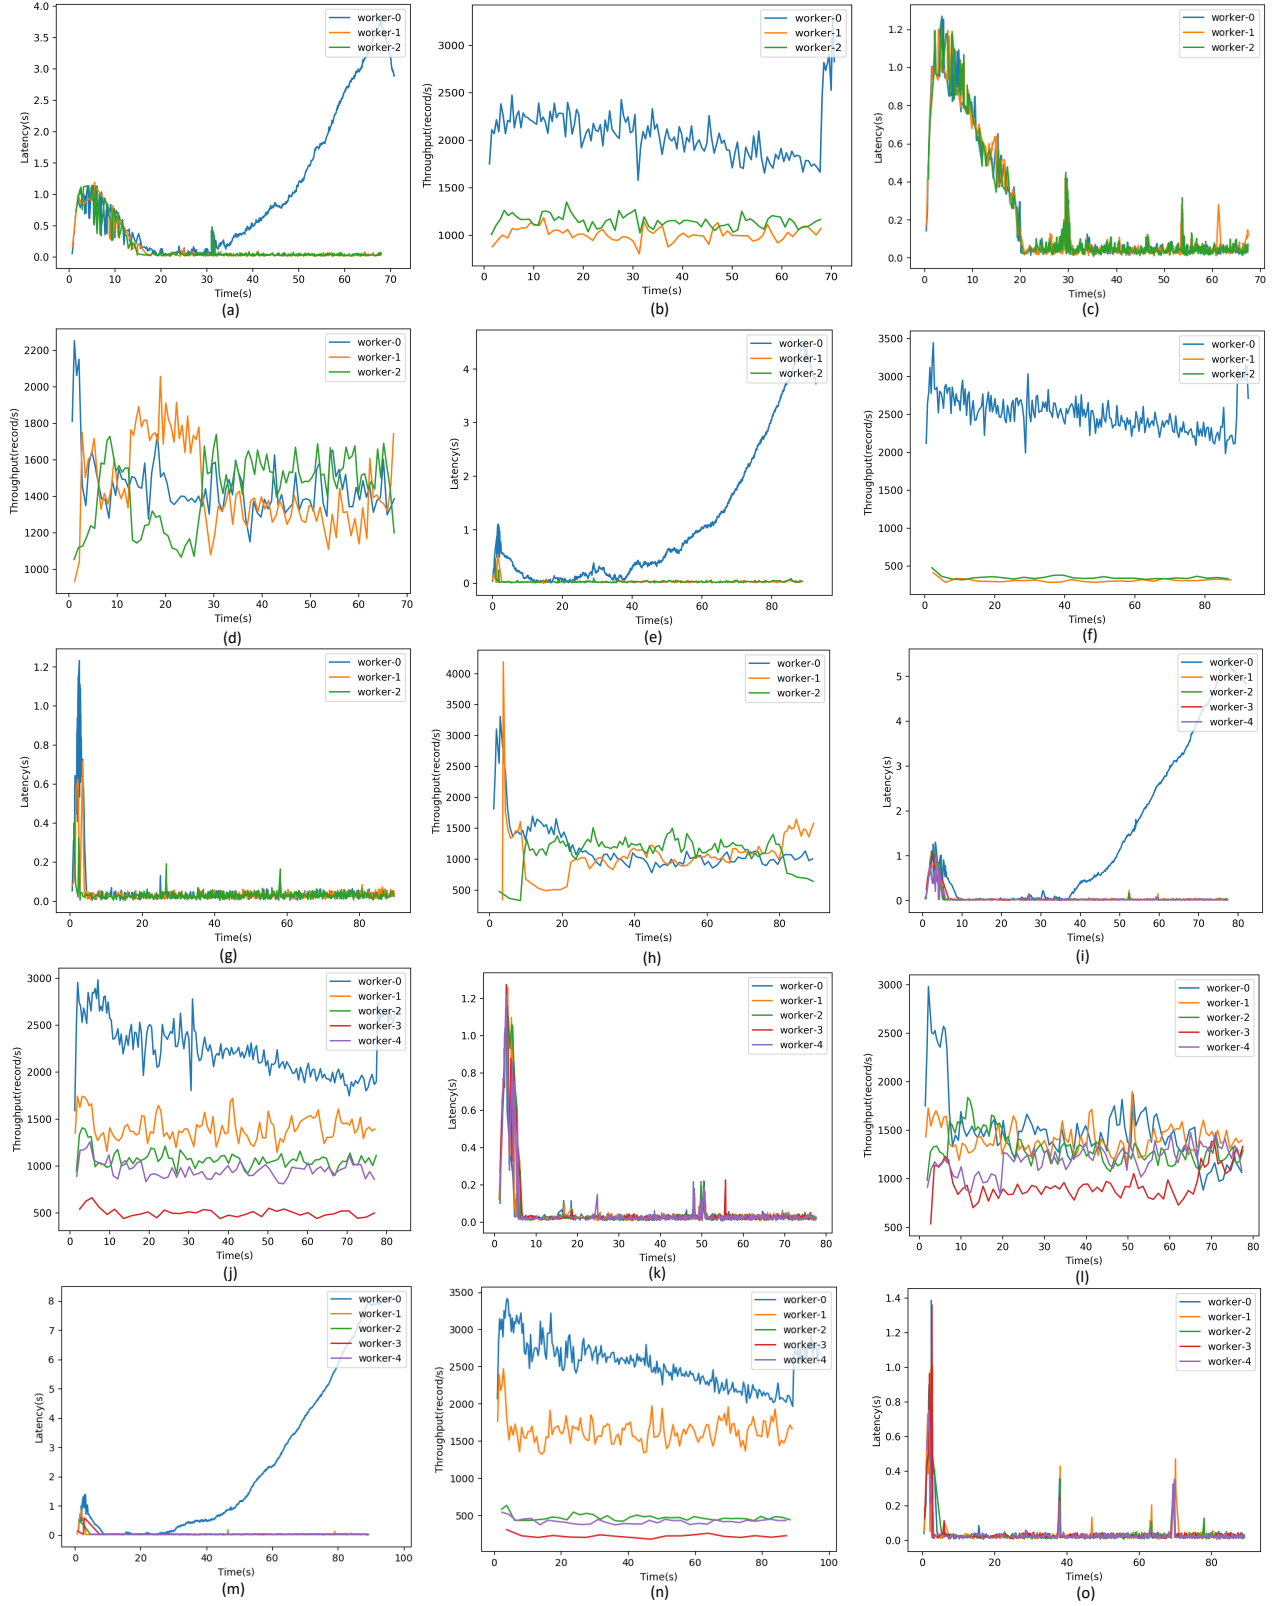 4.0
3.5
3.0
2.5
2.0
1.5
1.0
0.5
0.0
Latency(s)
0 10 20 30 40 50 60 70
Time(s)
worker-0
worker-1
worker-2
(a)
3000
2500
2000
1500
1000
Throughput(record/s)
0 10 20 30 40 50 60 70
Time(s)
worker-0
worker-1
worker-2
(b)
1.2
1.0
0.8
0.6
0.4
0.2
0.0
Latency(s)
0 10 20 30 40 50 60 70
Time(s)
worker-0
worker-1
worker-2
(c)
2200
2000
1800
1600
1400
1200
1000
Throughput(record/s)
0 10 20 30 40 50 60 70
Time(s)
worker-0
worker-1
worker-2
(d)
4
3
2
1
0
Latency(s)
0 20 40 60 80
Time(s)
worker-0
worker-1
worker-2
(e)
3500
3000
2500
2000
1500
1000
500
Throughput(record/s)
0 20 40 60 80
Time(s)
worker-0
worker-1
worker-2
(f)
1.2
1.0
0.8
0.6
0.4
0.2
0.0
Latency(s)
0 20 40 60 80
Time(s)
worker-0
worker-1
worker-2
(g)
4000
3500
3000
2500
2000
1500
1000
500
Throughput(record/s)
0 20 40 60 80
Time(s)
worker-0
worker-1
worker-2
(h)
5
4
3
2
1
0
Latency(s)
0 10 20 30 40 50 60 70 80
Time(s)
worker-0
worker-1
worker-2
worker-3
worker-4
(i)
3000
2500
2000
1500
1000
500
Throughput(record/s)
0 10 20 30 40 50 60 70 80
Time(s)
worker-0
worker-1
worker-2
worker-3
worker-4
(j)
1.2
1.0
0.8
0.6
0.4
0.2
0.0
Latency(s)
0 10 20 30 40 50 60 70 80
Time(s)
worker-0
worker-1
worker-2
worker-3
worker-4
(k)
3000
2500
2000
1500
1000
500
Throughput(record/s)
0 10 20 30 40 50 60 70 80
Time(s)
worker-0
worker-1
worker-2
worker-3
worker-4
(l)
8
7
6
5
4
3
2
1
0
Latency(s)
0 20 40 60 80 100
Time(s)
worker-0
worker-1
worker-2
worker-3
worker-4
(m)
3500
3000
2500
2000
1500
1000
500
Throughput(record/s)
0 20 40 60 80 100
Time(s)
worker-0
worker-1
worker-2
worker-3
worker-4
(n)
1.4
1.2
1.0
0.8
0.6
0.4
0.2
0.0
Latency(s)
0 20 40 60 80
Time(s)
worker-0
worker-1
worker-2
worker-3
worker-4
(o)